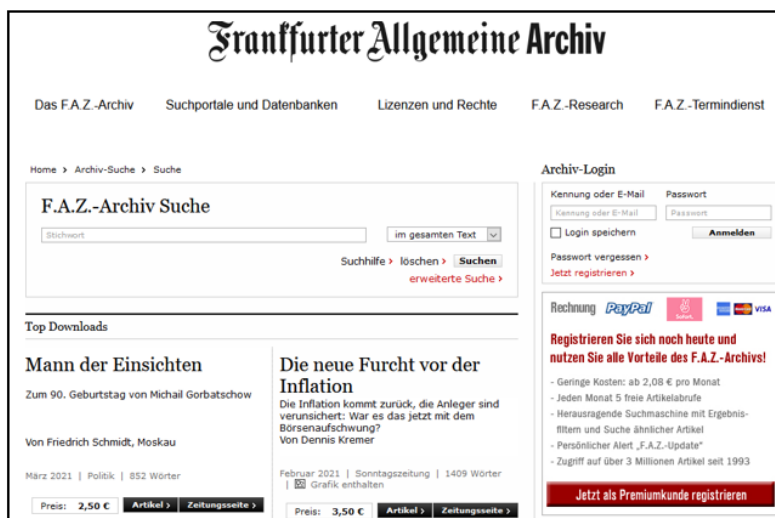 Frankfurter Allgemeine Archiv
Das F.A.Z.-Archiv Suchportale und Datenbanken Lizenzen und Rechte F.A.Z.-Research F.A.Z.-Termindienst
Home > Archiv-Suche > Suche
F.A.Z.-Archiv Suche
Stichwort
im gesamten Text
Suchhilfe > löschen > Suchen
erweiterte Suche >
Top Downloads
Mann der Einsichten
Zum 90. Geburtstag von Michail Gorbatschow
Von Friedrich Schmidt, Moskau
März 2021 | Politik | 852 Wörter
Preis: 2,50 € Artikel > Zeitungsseite >
Die neue Furcht vor der
Inflation
Die Inflation kommt zurück, die Anleger sind
verunsichert: War es das jetzt mit dem
Börsenaufschwung?
Von Dennis Kremer
Februar 2021 | Sonntagszeitung | 1409 Wörter
| Grafik enthalten
Preis: 3,50 € Artikel > Zeitungsseite >
Archiv-Login
Kennung oder E-Mail Passwort
Kennung oder E-Mail Passwort
Login speichern Anmelden
Passwort vergessen >
Jetzt registrieren >
Rechnung PayPal Sofort. VISA
Registrieren Sie sich noch heute und
nutzen Sie alle Vorteile des F.A.Z.-Archivs!
- Geringe Kosten: ab 2,08 € pro Monat
- Jeden Monat 5 freie Artikelabrufe
- Herausragende Suchmaschine mit Ergebnis-
filtern und Suche ähnlicher Artikel
- Persönlicher Alert „F.A.Z.-Update"
- Zugriff auf über 3 Millionen Artikel seit 1993
Jetzt als Premiumkunde registrieren